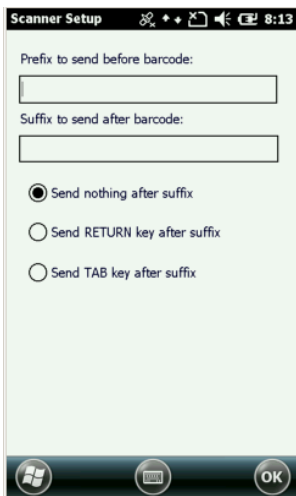 Scanner Setup 8:13
Prefix to send before barcode:
Suffix to send after barcode:
Send nothing after suffix
Send RETURN key after suffix
Send TAB key after suffix
OK